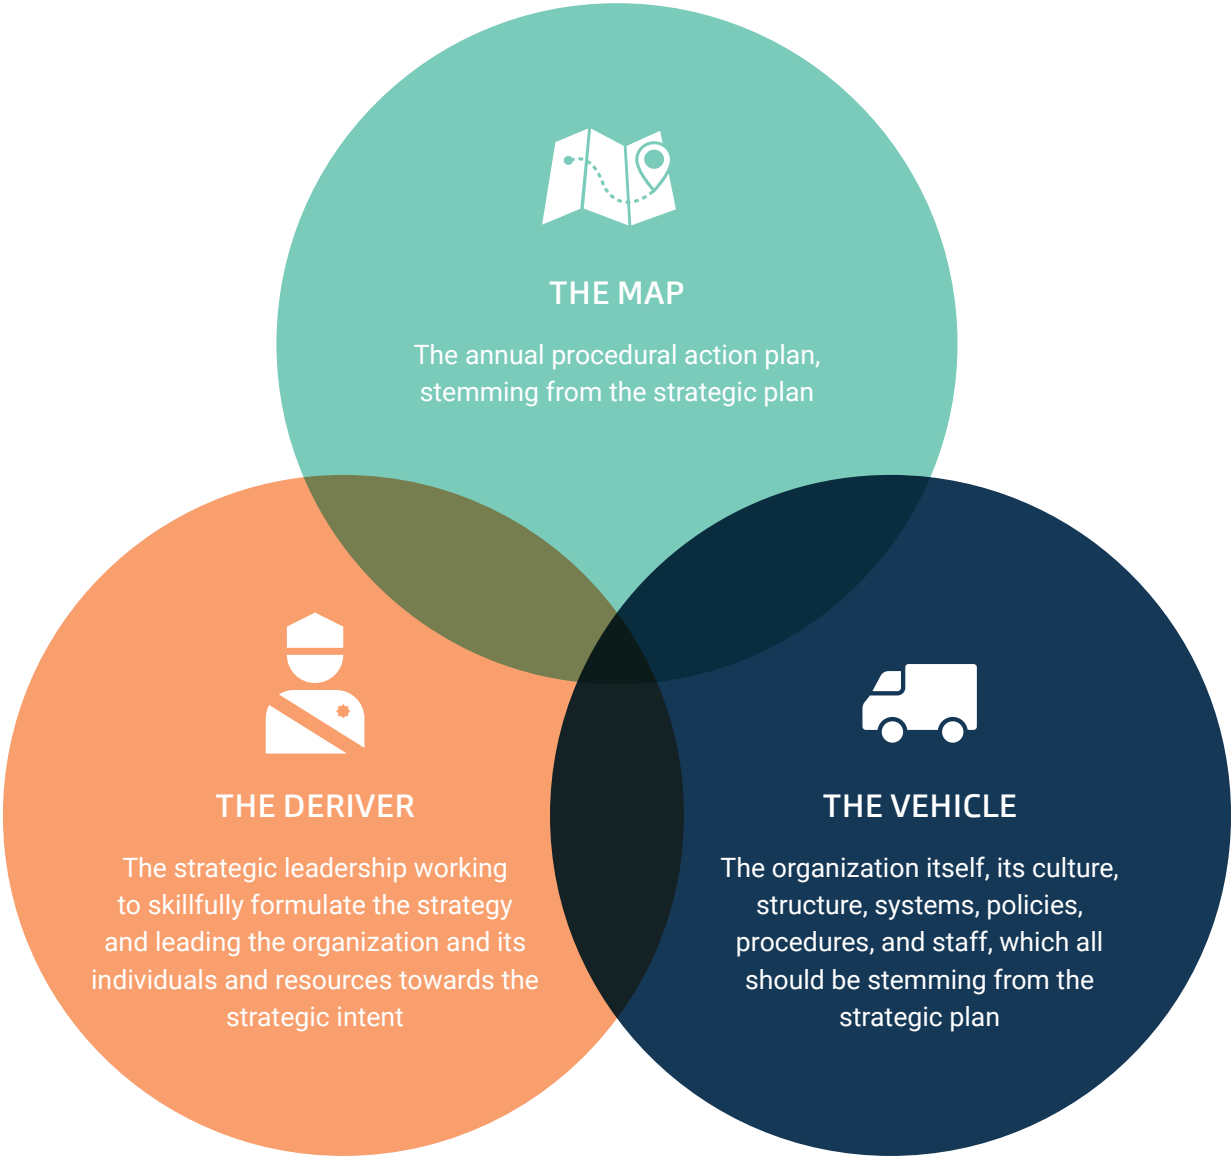 THE MAP
The annual procedural action plan,
stemming from the strategic plan
THE DERIVER
The strategic leadership working
to skillfully formulate the strategy
and leading the organization and its
individuals and resources towards the
strategic intent
THE VEHICLE
The organization itself, its culture,
structure, systems, policies,
procedures, and staff, which all
should be stemming from the
strategic plan